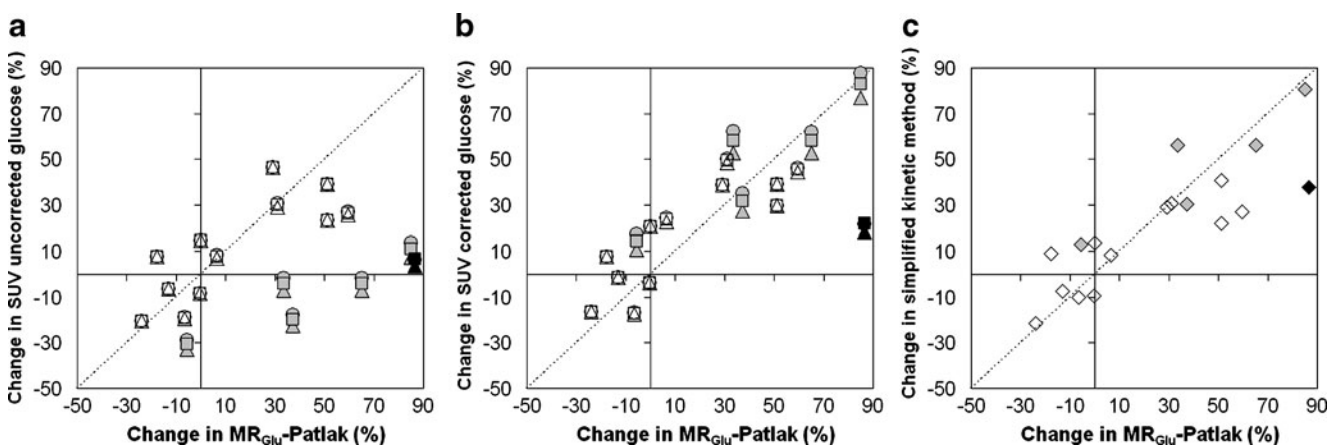 a
Change in SUV uncorrected glucose (%)
90
70
50
30
10
-10
-30
-50
-50 -30 -10 10 30 50 70 90
Change in MRGlu-Patlak (%)
b
Change in SUV corrected glucose (%)
90
70
50
30
10
-10
-30
-50
-50 -30 -10 10 30 50 70 90
Change in MRGlu-Patlak (%)
c
Change in simplified kinetic method (%)
90
70
50
30
10
-10
-30
-50
-50 -30 -10 10 30 50 70 90
Change in MRGlu-Patlak (%)